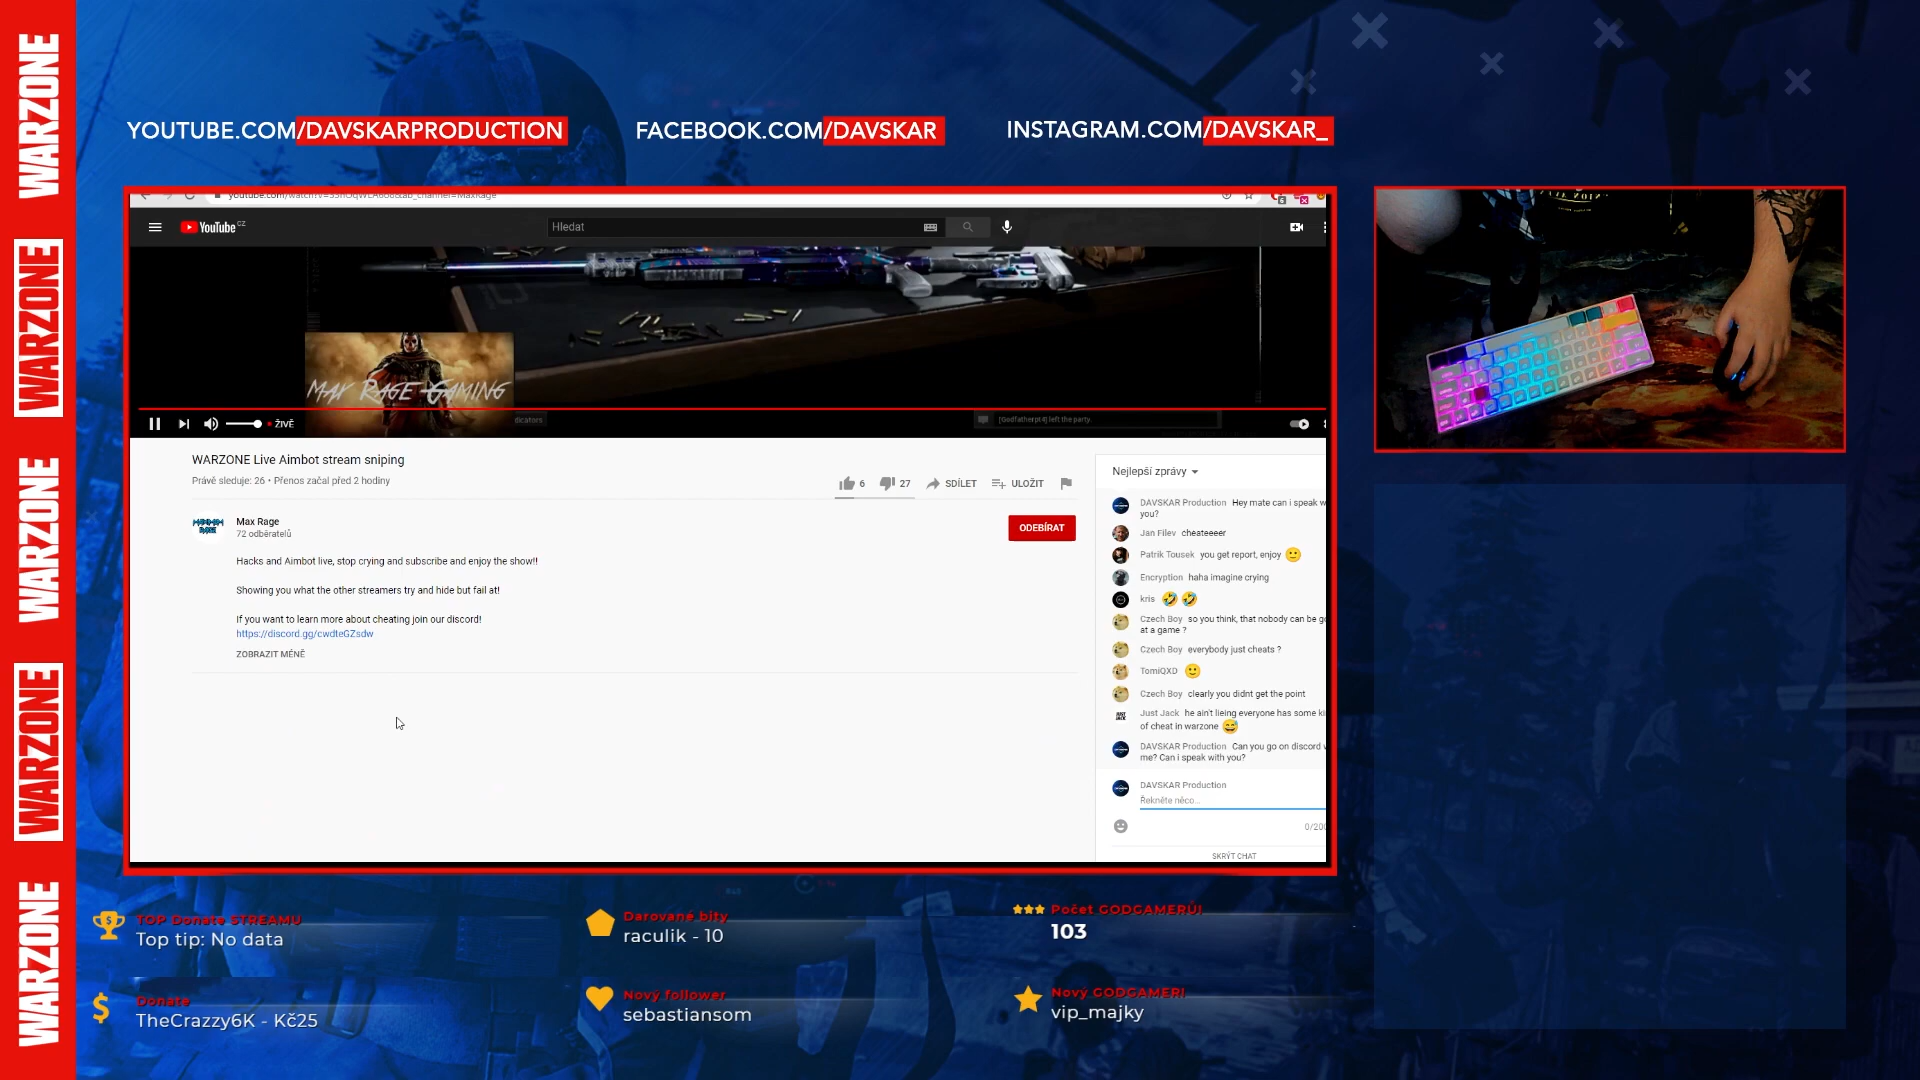 WARZONE
WARZONE
WARZONE
WARZONE
WARZONE
YOUTUBE.COM/DAVSKARPRODUCTION
FACEBOOK.COM/DAVSKAR
INSTAGRAM.COM/DAVSKAR_
YouTube CZ
Hledat
MAX RAGE GAMING
ŽIVĚ
dicators
[Godfatherpt4] left the party.
WARZONE Live Aimbot stream sniping
Právě sleduje: 26 • Přenos začal před 2 hodiny
6
27
SDÍLET
ULOŽIT
Max Rage
72 odběratelů
ODEBÍRAT
Hacks and Aimbot live, stop crying and subscribe and enjoy the show!!
Showing you what the other streamers try and hide but fail at!
If you want to learn more about cheating join our discord!
https://discord.gg/cwdteGZsdw
ZOBRAZIT MÉNĚ
Nejlepší zprávy
DAVSKAR Production Hey mate can i speak w
you?
Jan Filev cheateeeer
Patrik Tousek you get report, enjoy 🙂
Encryption haha imagine crying
kris 🤣 🤣
Czech Boy so you think, that nobody can be go
at a game ?
Czech Boy everybody just cheats ?
TomiQXD 🙂
Czech Boy clearly you didnt get the point
Just Jack he ain't lieing everyone has some ki
of cheat in warzone 😅
DAVSKAR Production Can you go on discord w
me? Can i speak with you?
DAVSKAR Production
Řekněte něco...
0/200
SKRÝT CHAT
TOP Donate STREAMU
Top tip: No data
Darované bity
raculik - 10
Počet GODGAMERŮ!
103
Donate
TheCrazzy6K - Kč25
Nový follower
sebastiansom
Nový GODGAMER!
vip_majky